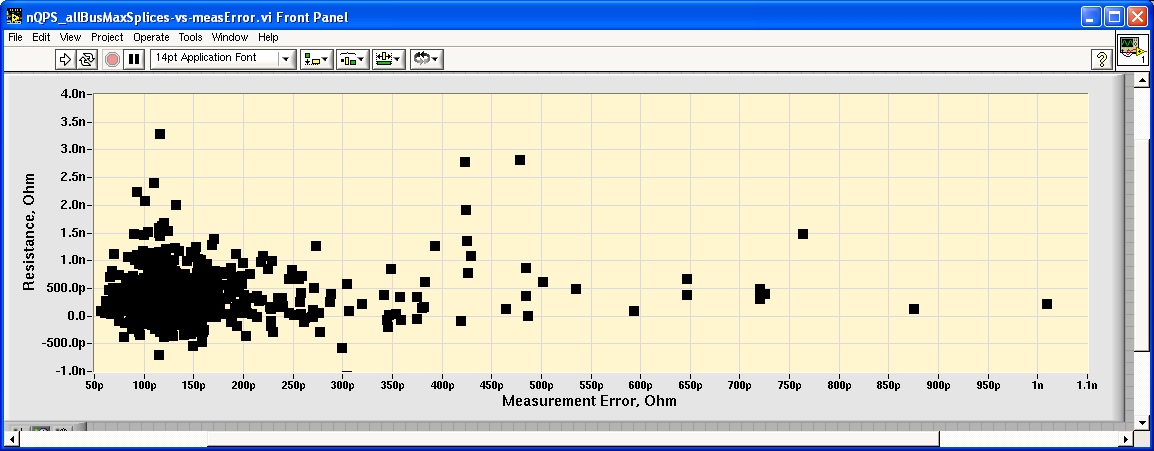 nQPS_allBusMaxSplices-vs-measError.vi Front Panel
File Edit View Project Operate Tools Window Help
14pt Application Font
?
1
4.0n
3.5n
3.0n
2.5n
2.0n
1.5n
1.0n
500.0p
0.0
-500.0p
-1.0n
Resistance, Ohm
50p 100p 150p 200p 250p 300p 350p 400p 450p 500p 550p 600p 650p 700p 750p 800p 850p 900p 950p 1n 1.1n
Measurement Error, Ohm